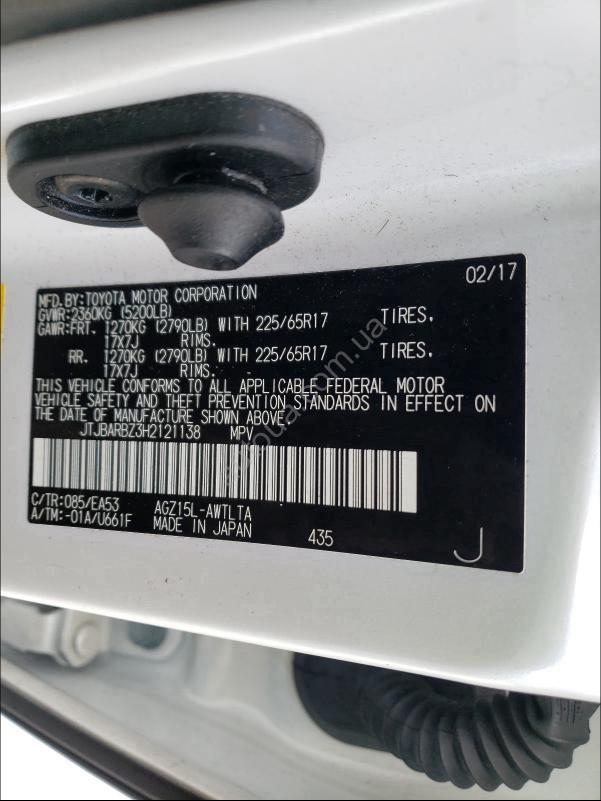 02/17
MFD. BY:TOYOTA MOTOR CORPORATION
GVWR:2360KG (5200LB)
GAWR:FRT. 1270KG (2790LB) WITH 225/65R17 TIRES.
17X7J RIMS.
RR. 1270KG (2790LB) WITH 225/65R17 TIRES.
17X7J RIMS.
THIS VEHICLE CONFORMS TO ALL APPLICABLE FEDERAL MOTOR
VEHICLE SAFETY AND THEFT PREVENTION STANDARDS IN EFFECT ON
THE DATE OF MANUFACTURE SHOWN ABOVE.
JTJBARBZ3H2121138 MPV
C/TR:085/EA53 AGZ15L-AWTLTA
A/TM:-01A/U661F MADE IN JAPAN 435
J